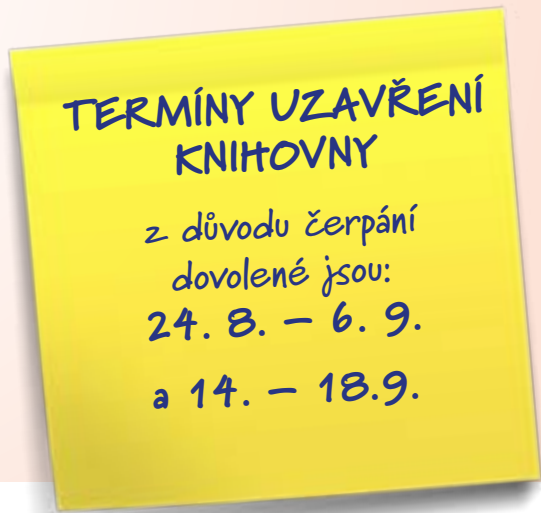 TERMÍNY UZAVŘENÍ
KNIHOVNY
z důvodu čerpání
dovolené jsou:
24. 8. – 6. 9.
a 14. – 18.9.